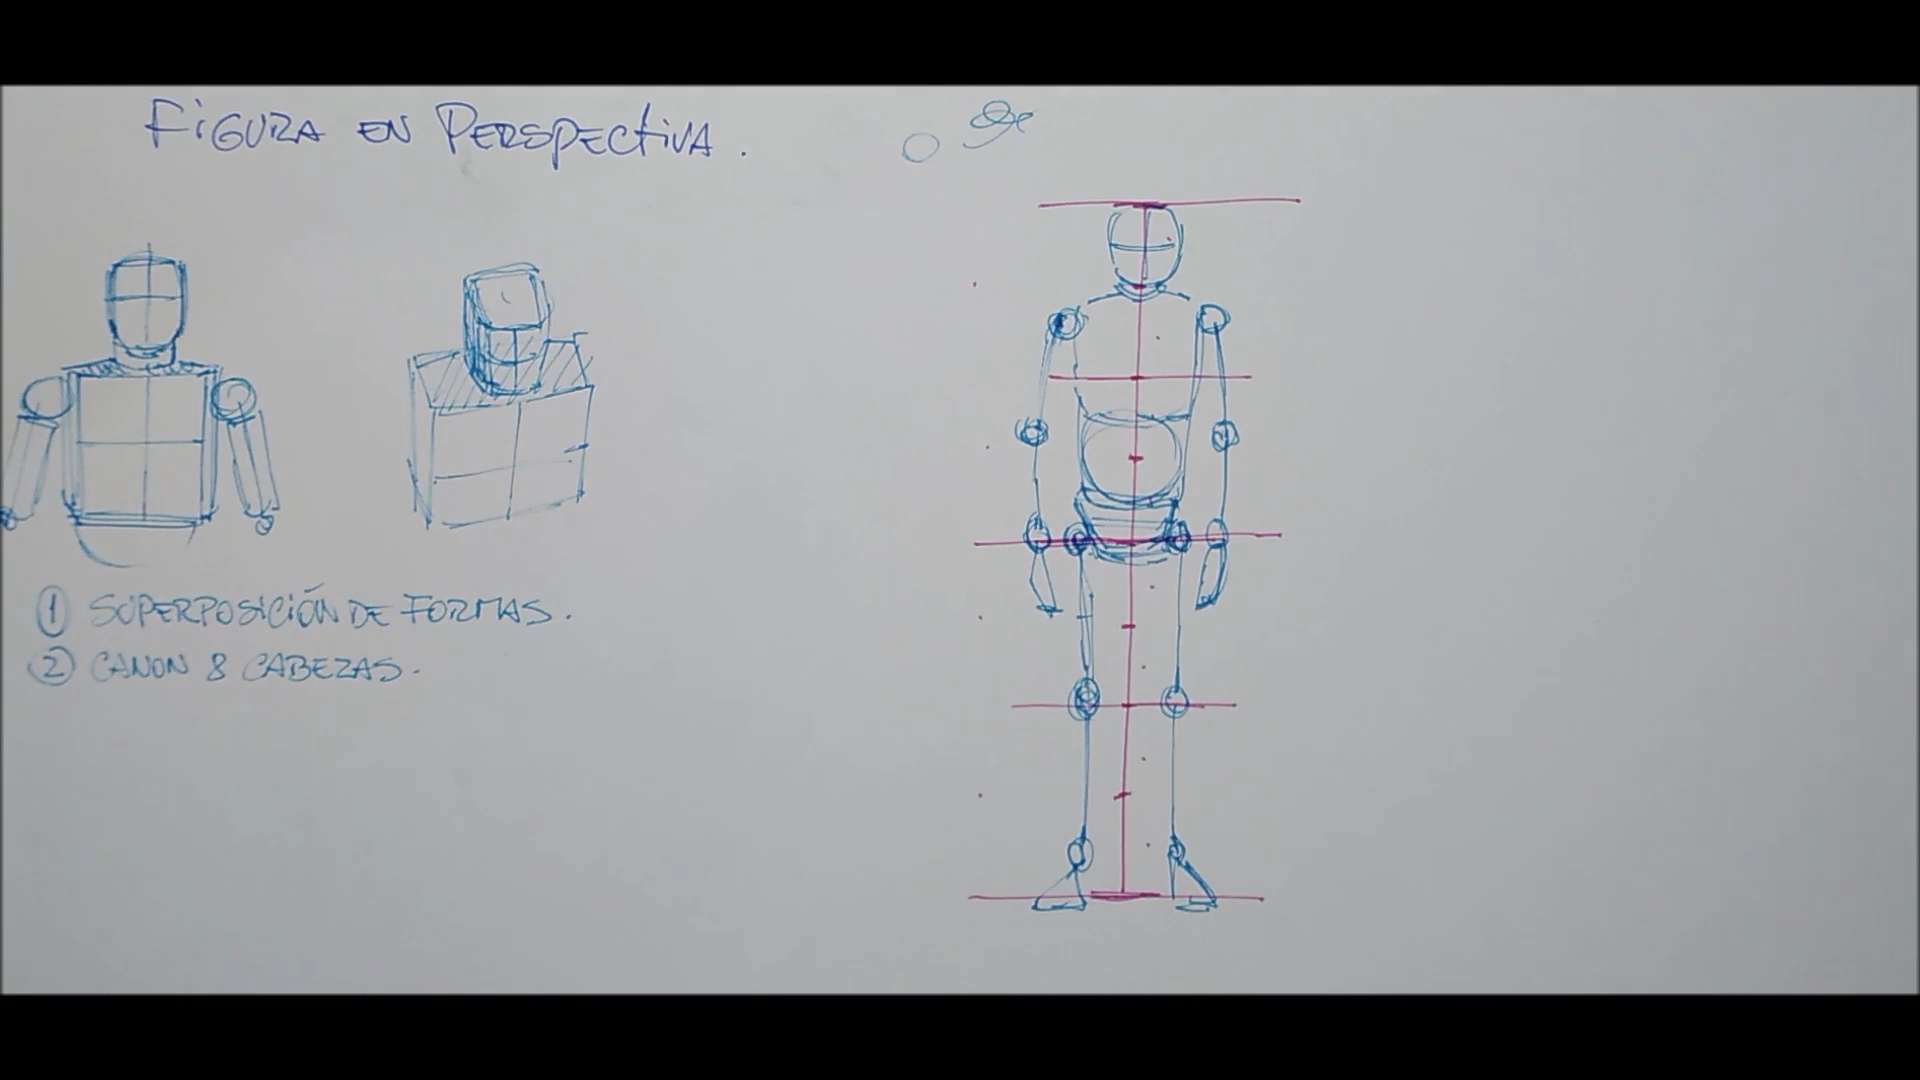 FiGURA EN PERSPECtiVA.
① SUPERPOSiCiÓN DE FORMAS.
② CANON 8 CABEZAS.